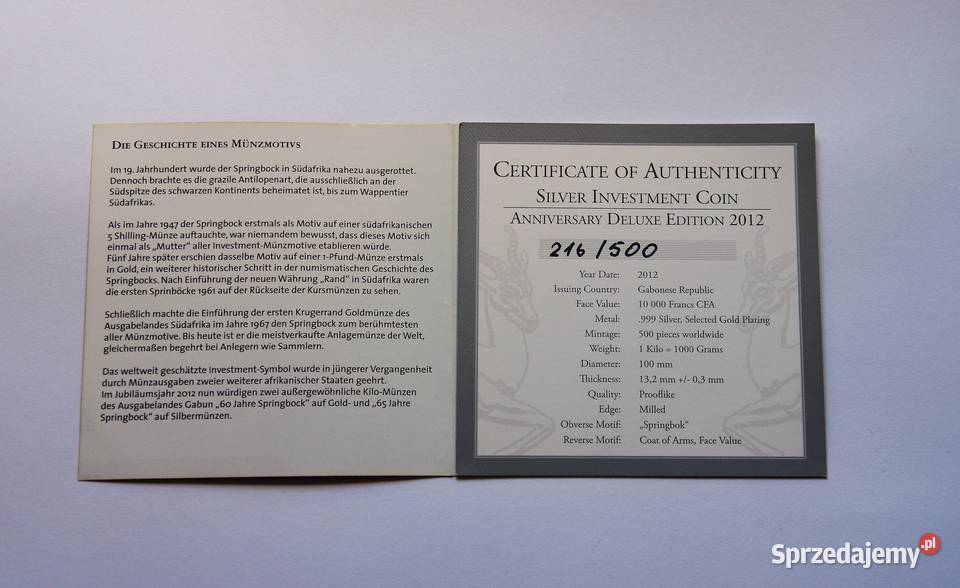 DIE GESCHICHTE EINES MÜNZMOTIVS
Im 19. Jahrhundert wurde der Springbock in Südafrika nahezu ausgerottet.
Dennoch brachte es die grazile Antilopenart, die ausschließlich an der
Südspitze des schwarzen Kontinents beheimatet ist, bis zum Wappentier
Südafrikas.
Als im Jahre 1947 der Springbock erstmals als Motiv auf einer südafrikanischen
5 Shilling-Münze auftauchte, war niemandem bewusst, dass dieses Motiv sich
einmal als „Mutter" aller Investment-Münzmotive etablieren würde.
Fünf Jahre später erschien dasselbe Motiv auf einer 1-Pfund-Münze erstmals
in Gold, ein weiterer historischer Schritt in der numismatischen Geschichte des
Springbocks. Nach Einführung der neuen Währung „Rand" in Südafrika waren
die ersten Sprinböcke 1961 auf der Rückseite der Kursmünzen zu sehen.
Schließlich machte die Einführung der ersten Krugerrand Goldmünze des
Ausgabelandes Südafrika im Jahre 1967 den Springbock zum berühmtesten
aller Münzmotive. Bis heute ist er die meistverkaufte Anlagemünze der Welt,
gleichermaßen begehrt bei Anlegern wie Sammlern.
Das weltweit geschätzte Investment-Symbol wurde in jüngerer Vergangenheit
durch Münzausgaben zweier weiterer afrikanischer Staaten geehrt.
Im Jubiläumsjahr 2012 nun würdigen zwei außergewöhnliche Kilo-Münzen
des Ausgabelandes Gabun „60 Jahre Springbock" auf Gold- und „65 Jahre
Springbock" auf Silbermünzen.
CERTIFICATE OF AUTHENTICITY
SILVER INVESTMENT COIN
ANNIVERSARY DELUXE EDITION 2012
216/500
Year Date: 2012
Issuing Country: Gabonese Republic
Face Value: 10 000 Francs CFA
Metal: .999 Silver, Selected Gold Plating
Mintage: 500 pieces worldwide
Weight: 1 Kilo = 1000 Grams
Diameter: 100 mm
Thickness: 13,2 mm +/- 0,3 mm
Quality: Prooflike
Edge: Milled
Obverse Motif: „Springbok"
Reverse Motif: Coat of Arms, Face Value
Sprzedajemy.pl